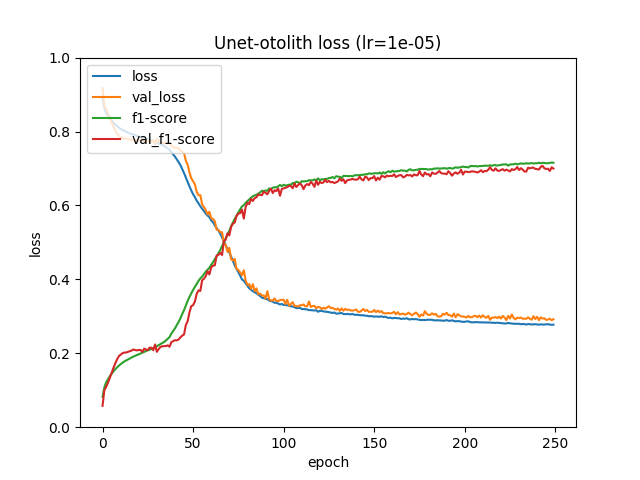 Unet-otolith loss (lr=1e-05)
1.0
0.8
0.6
0.4
0.2
0.0
loss
loss
val_loss
f1-score
val_f1-score
0 50 100 150 200 250
epoch